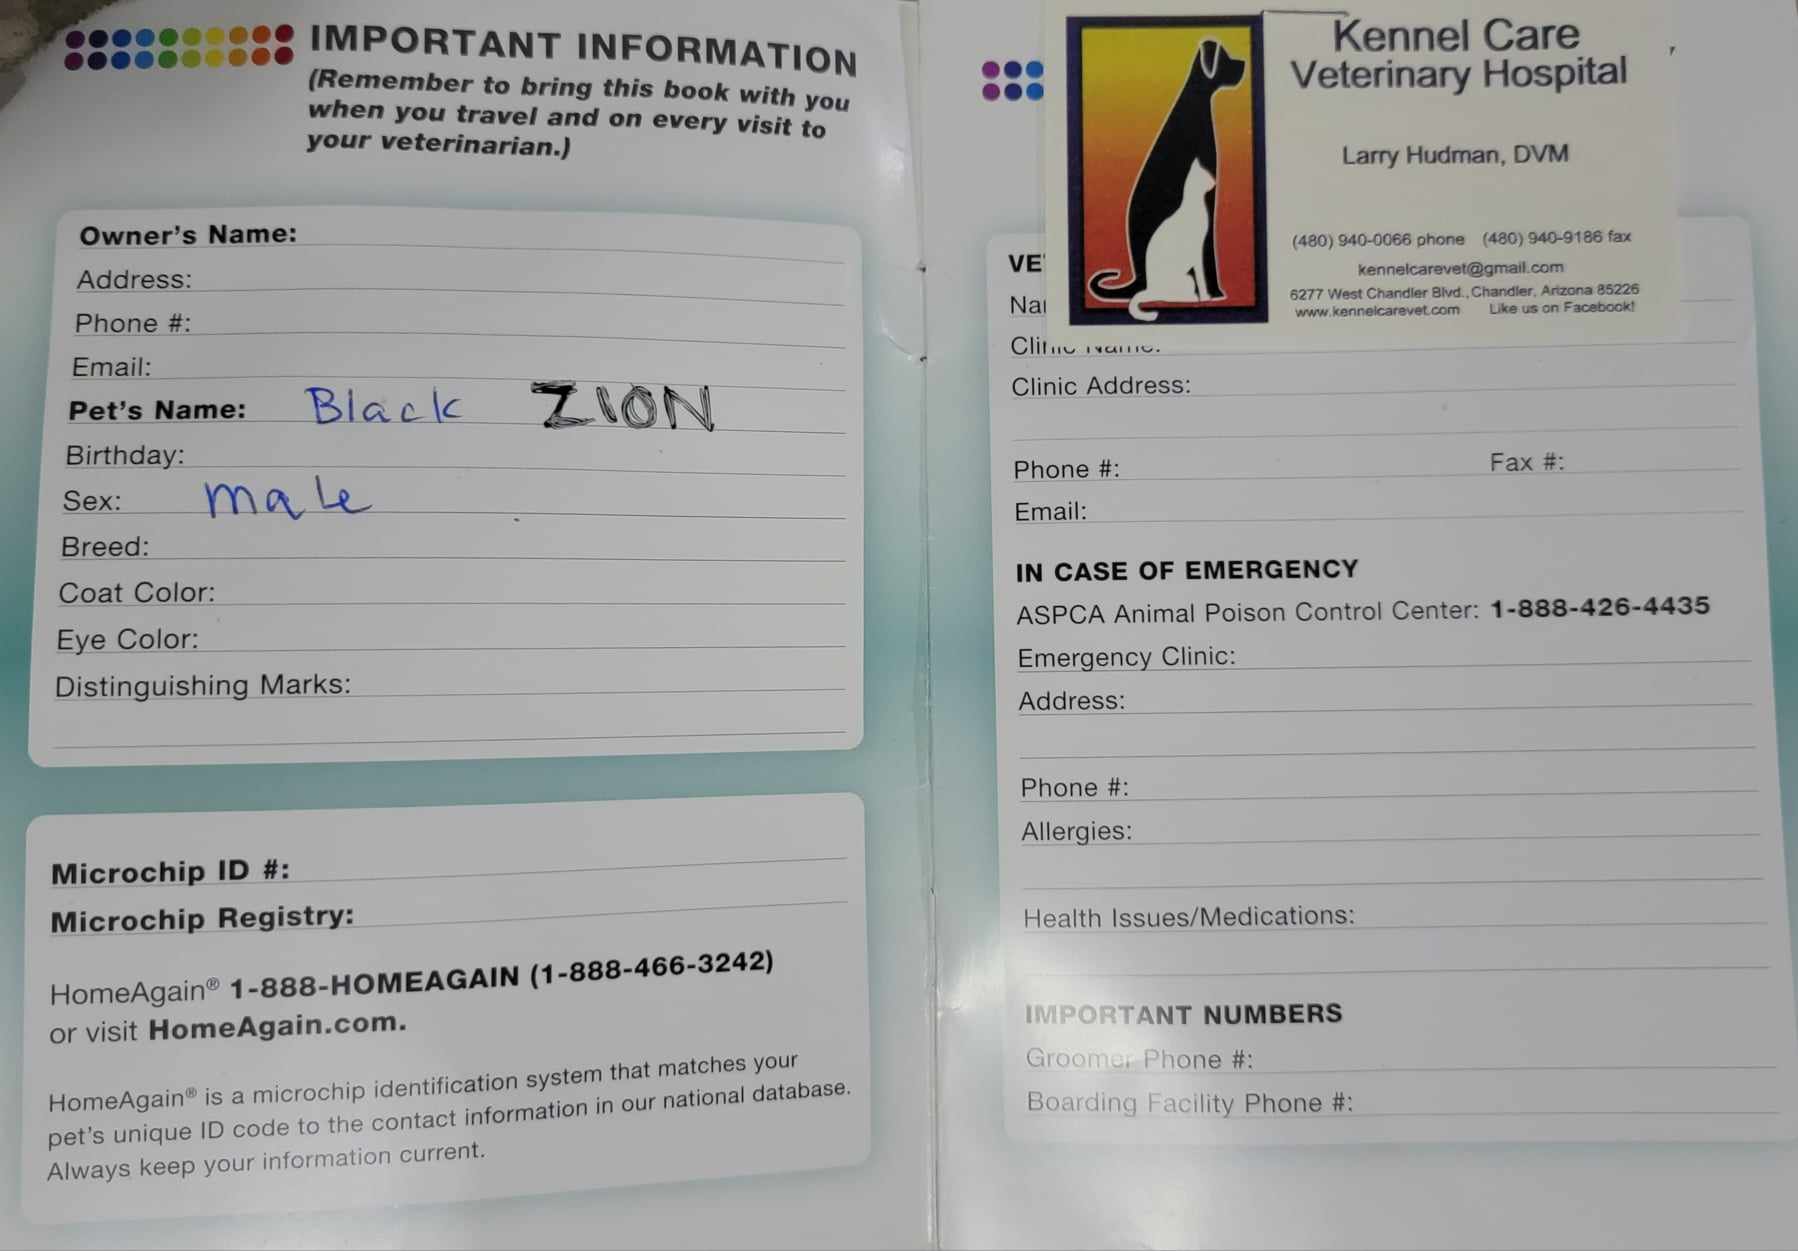 IMPORTANT INFORMATION
(Remember to bring this book with you
when you travel and on every visit to
your veterinarian.)
Owner's Name:
Address:
Phone #:
Email:
Pet's Name: Black ZION
Birthday:
Sex: male
Breed:
Coat Color:
Eye Color:
Distinguishing Marks:
Microchip ID #:
Microchip Registry:
HomeAgain® 1-888-HOMEAGAIN (1-888-466-3242)
or visit HomeAgain.com.
HomeAgain® is a microchip identification system that matches your
pet's unique ID code to the contact information in our national database.
Always keep your information current.
Kennel Care
Veterinary Hospital
Larry Hudman, DVM
(480) 940-0066 phone (480) 940-9186 fax
kennelcarevet@gmail.com
6277 West Chandler Blvd., Chandler, Arizona 85226
www.kennelcarevet.com Like us on Facebook!
Clinic Name:
Clinic Address:
Phone #: Fax #:
Email:
IN CASE OF EMERGENCY
ASPCA Animal Poison Control Center: 1-888-426-4435
Emergency Clinic:
Address:
Phone #:
Allergies:
Health Issues/Medications:
IMPORTANT NUMBERS
Groomer Phone #:
Boarding Facility Phone #: